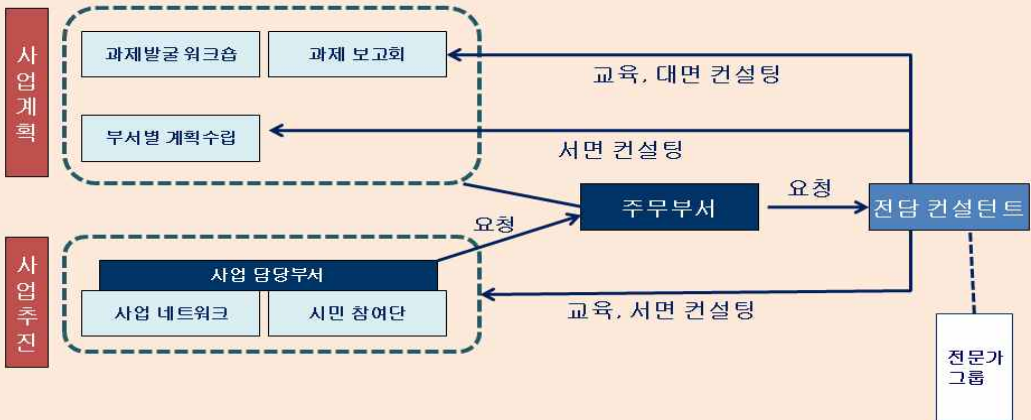 사업계획
과제발굴 워크숍
과제 보고회
교육, 대면 컨설팅
부서별 계획수립
서면 컨설팅
주무부서
요청
전담 컨설턴트
요청
사업추진
사업 담당부서
사업 네트워크
시민 참여단
교육, 서면 컨설팅
전문가
그룹